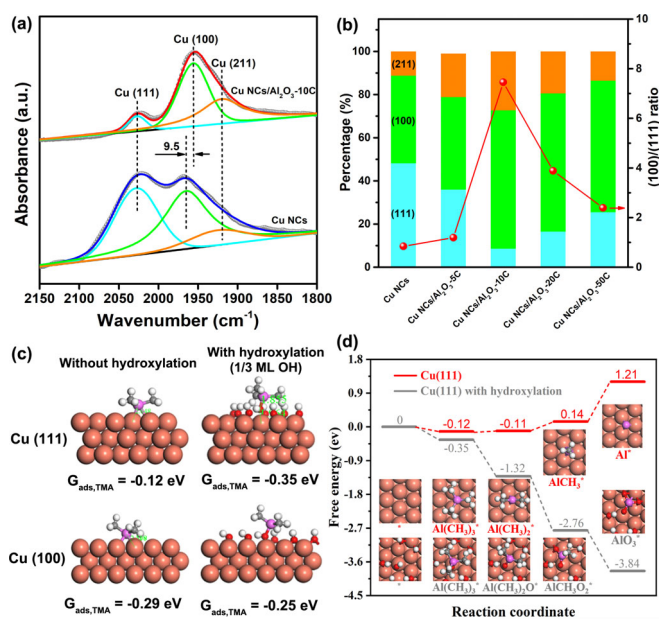 (a)
Cu (100)
Cu (211)
Cu (111)
Cu NCs/Al2O3-10C
9.5
Cu NCs
Absorbance (a.u.)
2150 2100 2050 2000 1950 1900 1850 1800
Wavenumber (cm-1)
(b)
100
80
60
40
20
0
Percentage (%)
(211)
(100)
(111)
10
8
6
4
2
0
(100)/(111) ratio
Cu NCs
Cu NCs/Al2O3-5C
Cu NCs/Al2O3-10C
Cu NCs/Al2O3-20C
Cu NCs/Al2O3-50C
(c)
Without hydroxylation
With hydroxylation
(1/3 ML OH)
Cu (111)
Gads,TMA = -0.12 eV
Gads,TMA = -0.35 eV
Cu (100)
Gads,TMA = -0.29 eV
Gads,TMA = -0.25 eV
(d)
Cu(111)
Cu(111) with hydroxylation
1.8
0.9
0.0
-0.9
-1.8
-2.7
-3.6
-4.5
Free energy (ev)
0
-0.12
-0.11
0.14
1.21
-0.35
-1.32
-2.76
-3.84
AlCH3*
Al*
*
Al(CH3)3*
Al(CH3)2*
AlO3*
*
Al(CH3)3*
Al(CH3)2O*
AlCH3O2*
Reaction coordinate